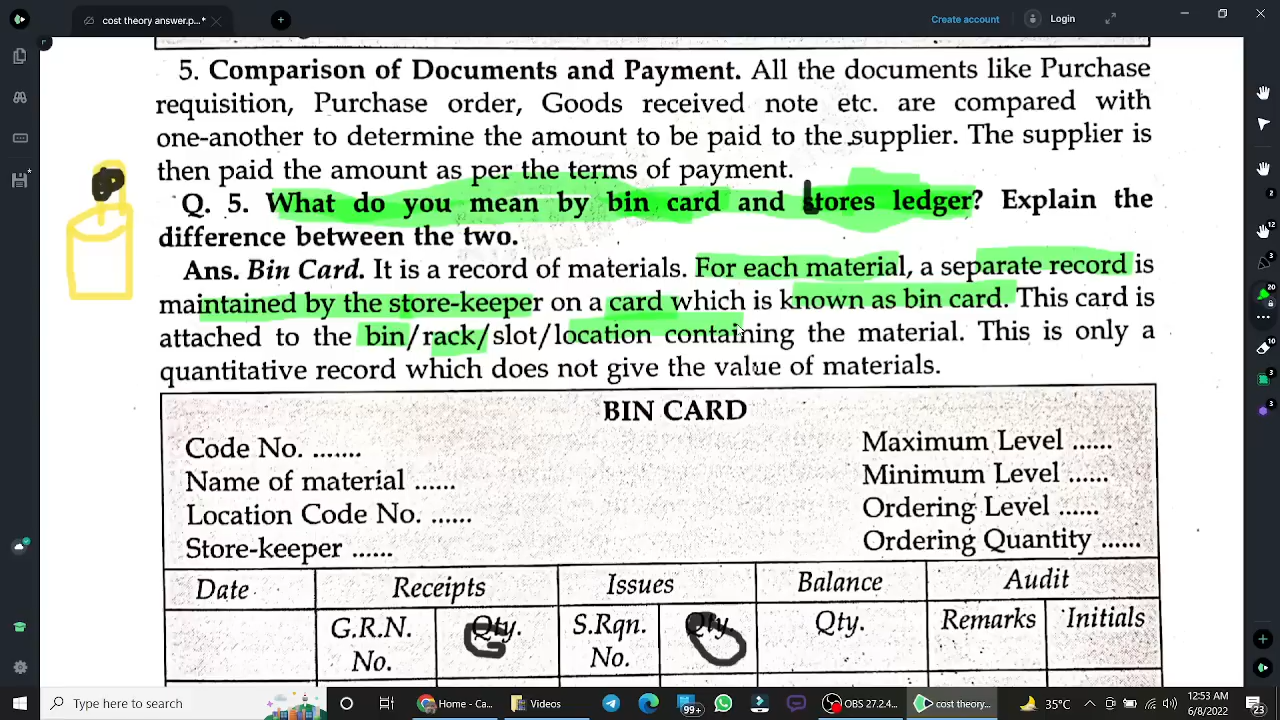 cost theory answer.p...
Create account
Login
5. Comparison of Documents and Payment. All the documents like Purchase
requisition, Purchase order, Goods received note etc. are compared with
one-another to determine the amount to be paid to the supplier. The supplier is
then paid the amount as per the terms of payment.
Q. 5. What do you mean by bin card and stores ledger? Explain the
difference between the two.
Ans. Bin Card. It is a record of materials. For each material, a separate record is
maintained by the store-keeper on a card which is known as bin card. This card is
attached to the bin/rack/slot/location containing the material. This is only a
quantitative record which does not give the value of materials.
BIN CARD
Code No. ....... Maximum Level ......
Name of material ...... Minimum Level ......
Location Code No. ...... Ordering Level ......
Store-keeper ...... Ordering Quantity ......
Date Receipts Issues Balance Audit
G.R.N. Qty. S.Rqn. Qty. Qty. Remarks Initials
No. No.
2
12
3
20
10
3
3
Type here to search
Home - Ca...
Videos
99+
OBS 27.2.4...
cost theory...
35°C
12:53 AM
6/8/2022